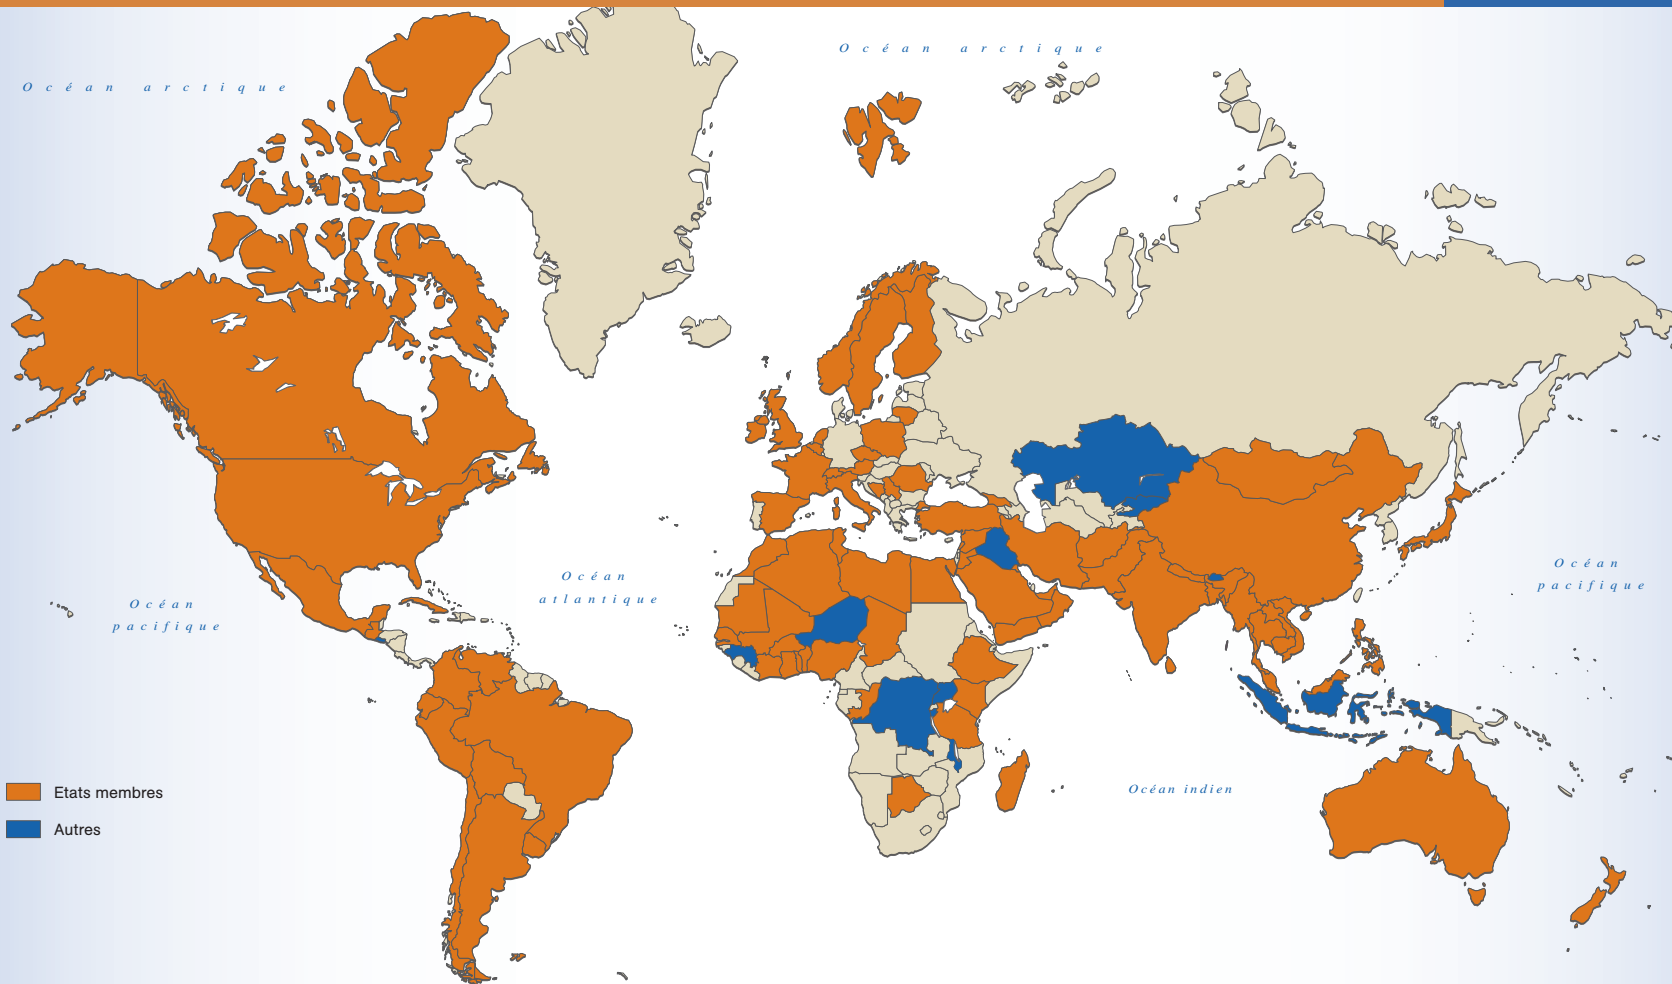 Océan arctique
Océan arctique
Océan
pacifique
Océan
atlantique
Océan
pacifique
Océan indien
Etats membres
Autres